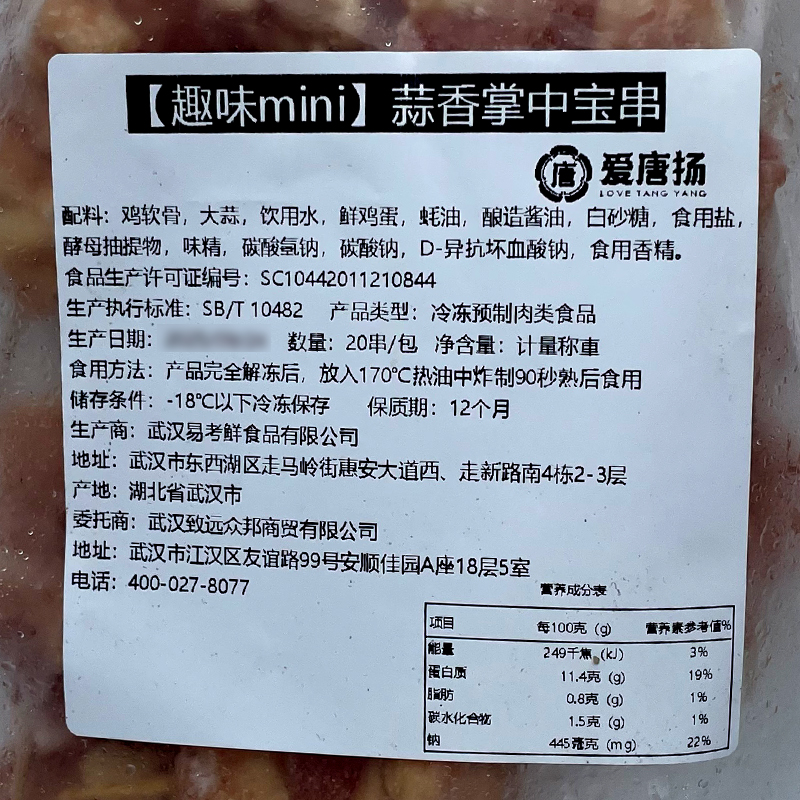 【趣味mini】蒜香掌中宝串
唐 爱唐扬
LOVE TANG YANG
配料：鸡软骨，大蒜，饮用水，鲜鸡蛋，蚝油，酿造酱油，白砂糖，食用盐，
酵母抽提物，味精，碳酸氢钠，碳酸钠，D-异抗坏血酸钠，食用香精。
食品生产许可证编号：SC10442011210844
生产执行标准：SB/T 10482 产品类型：冷冻预制肉类食品
生产日期： 数量：20串/包 净含量：计量称重
食用方法：产品完全解冻后，放入170℃热油中炸制90秒熟后食用
储存条件：-18℃以下冷冻保存 保质期：12个月
生产商：武汉易考鲜食品有限公司
地址：武汉市东西湖区走马岭街惠安大道西、走新路南4栋2-3层
产地：湖北省武汉市
委托商：武汉致远众邦商贸有限公司
地址：武汉市江汉区友谊路99号安顺佳园A座18层5室
电话：400-027-8077
营养成分表
项目 每100克（g） 营养素参考值%
能量 249千焦（kJ） 3%
蛋白质 11.4克（g） 19%
脂肪 0.8克（g） 1%
碳水化合物 1.5克（g） 1%
钠 445毫克（mg） 22%